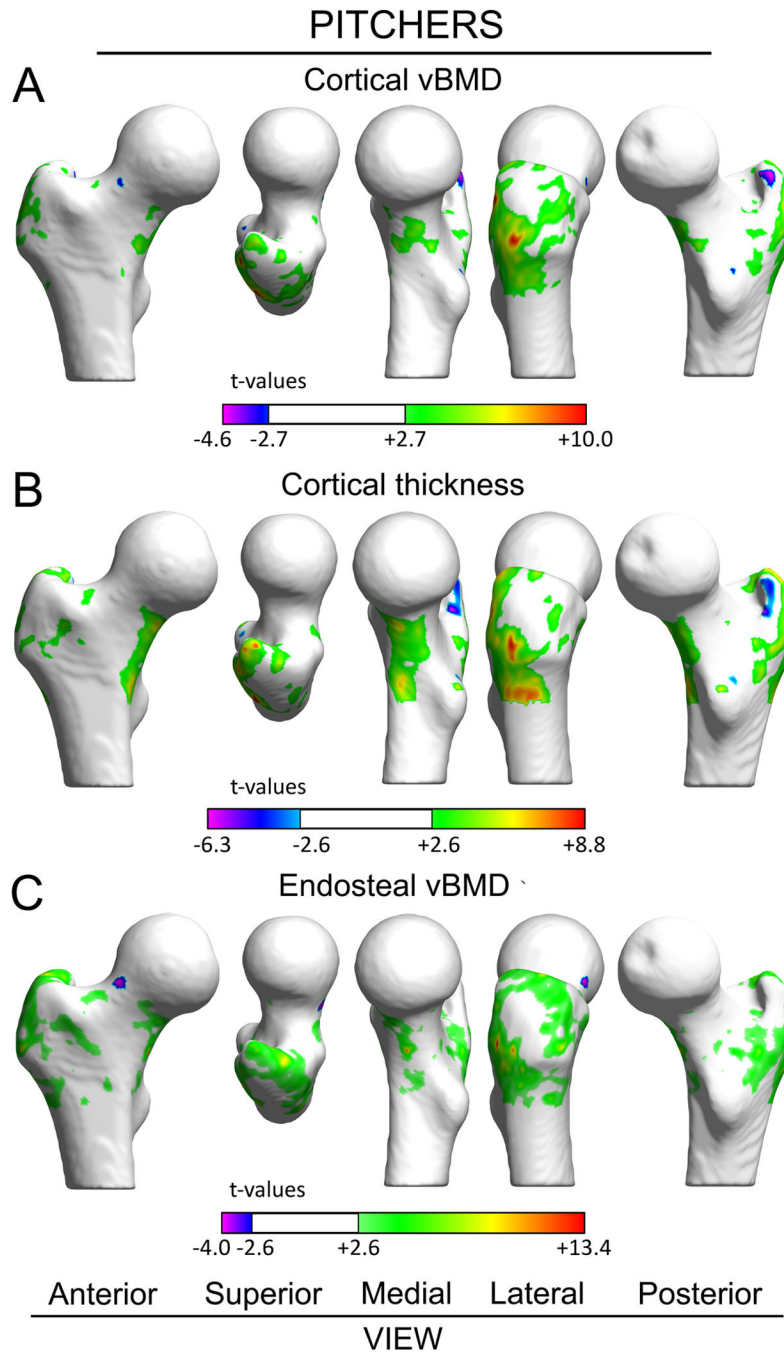 PITCHERS
A
Cortical vBMD
t-values
-4.6 -2.7 +2.7 +10.0
B
Cortical thickness
t-values
-6.3 -2.6 +2.6 +8.8
C
Endosteal vBMD `
t-values
-4.0 -2.6 +2.6 +13.4
Anterior Superior Medial Lateral Posterior
VIEW